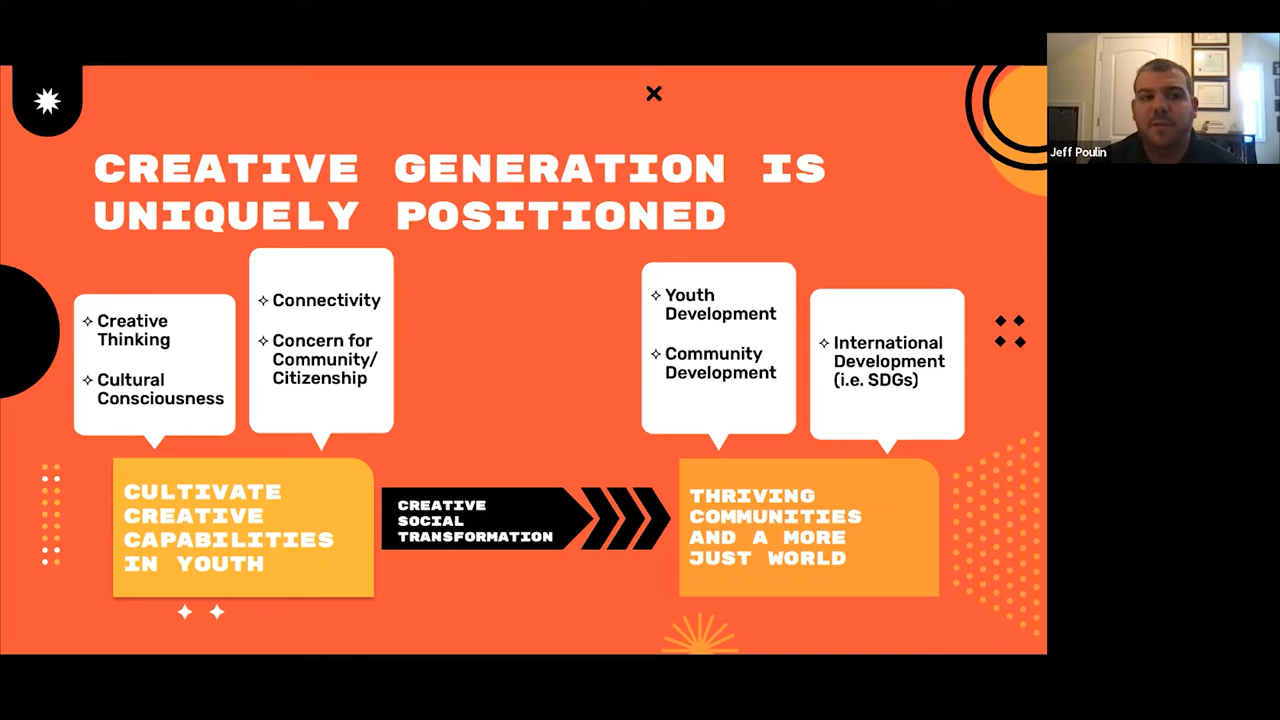 CREATIVE GENERATION IS
UNIQUELY POSITIONED
Jeff Poulin
Creative
Thinking
Cultural
Consciousness
Connectivity
Concern for
Community/
Citizenship
Youth
Development
Community
Development
International
Development
(i.e. SDGs)
CULTIVATE
CREATIVE
CAPABILITIES
IN YOUTH
CREATIVE
SOCIAL
TRANSFORMATION
THRIVING
COMMUNITIES
AND A MORE
JUST WORLD